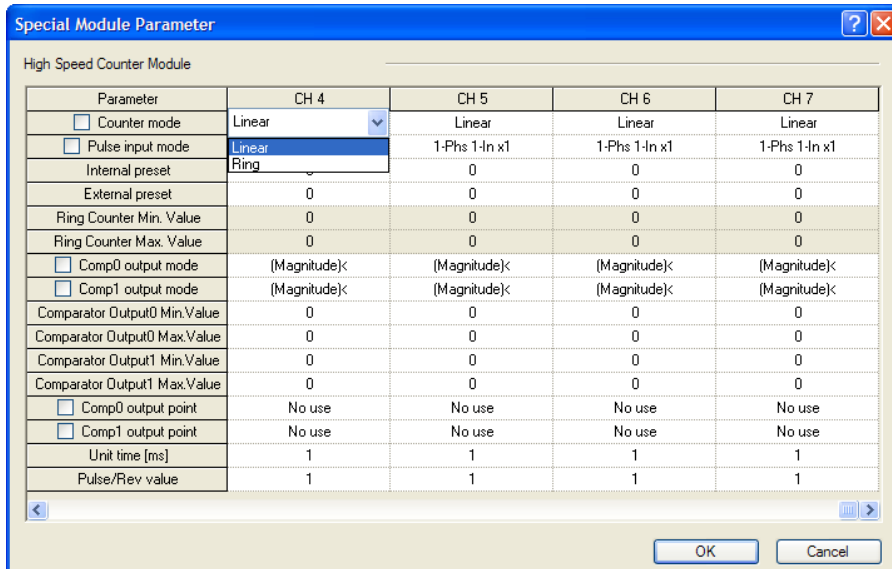 Special Module Parameter
High Speed Counter Module
Parameter CH 4 CH 5 CH 6 CH 7
Counter mode Linear Linear Linear Linear
Pulse input mode Linear 1-Phs 1-In x1 1-Phs 1-In x1 1-Phs 1-In x1
Ring
Internal preset 0 0 0
External preset 0 0 0 0
Ring Counter Min. Value 0 0 0 0
Ring Counter Max. Value 0 0 0 0
Comp0 output mode (Magnitude)< (Magnitude)< (Magnitude)< (Magnitude)<
Comp1 output mode (Magnitude)< (Magnitude)< (Magnitude)< (Magnitude)<
Comparator Output0 Min.Value 0 0 0 0
Comparator Output0 Max.Value 0 0 0 0
Comparator Output1 Min.Value 0 0 0 0
Comparator Output1 Max.Value 0 0 0 0
Comp0 output point No use No use No use No use
Comp1 output point No use No use No use No use
Unit time [ms] 1 1 1 1
Pulse/Rev value 1 1 1 1
OK Cancel